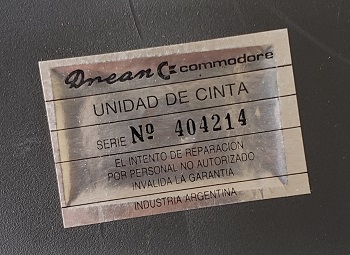 Drean commodore
UNIDAD DE CINTA
SERIE Nº 404214
EL INTENTO DE REPARACION
POR PERSONAL NO AUTORIZADO
INVALIDA LA GARANTIA
INDUSTRIA ARGENTINA